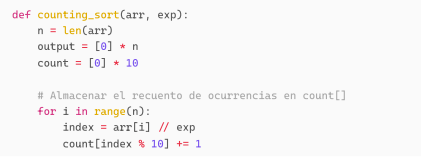 def counting_sort(arr, exp):
    n = len(arr)
    output = [0] * n
    count = [0] * 10

    # Almacenar el recuento de ocurrencias en count[]
    for i in range(n):
        index = arr[i] // exp
        count[index % 10] += 1